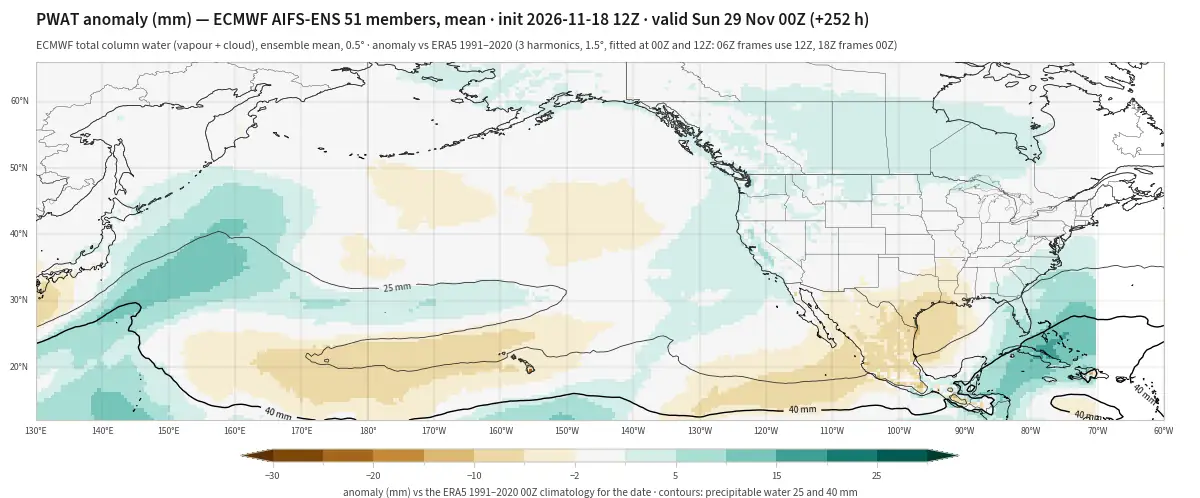 PWAT anomaly (mm) — ECMWF AIFS-ENS 51 members, mean · init 2026-11-18 12Z · valid Sun 29 Nov 00Z (+252 h)
ECMWF total column water (vapour + cloud), ensemble mean, 0.5° · anomaly vs ERA5 1991–2020 (3 harmonics, 1.5°, fitted at 00Z and 12Z: 06Z frames use 12Z, 18Z frames 00Z)
60°N
50°N
40°N
30°N
20°N
25 mm
40 mm
40 mm
40 mm
40 mm
130°E 140°E 150°E 160°E 170°E 180° 170°W 160°W 150°W 140°W 130°W 120°W 110°W 100°W 90°W 80°W 70°W 60°W
−30 −20 −10 −2 5 15 25
anomaly (mm) vs the ERA5 1991–2020 00Z climatology for the date · contours: precipitable water 25 and 40 mm